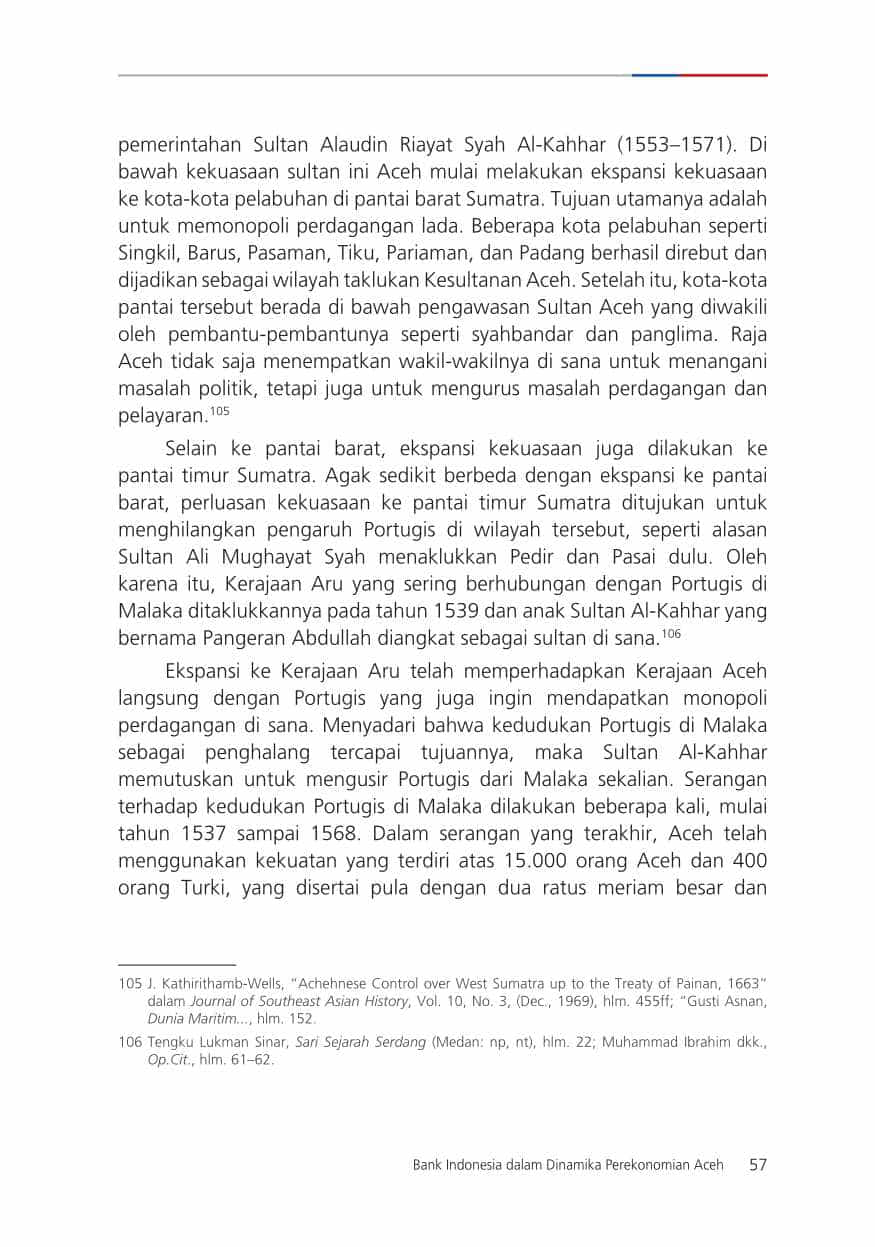 pemerintahan Sultan Alaudin Riayat Syah Al-Kahhar (1553–1571). Di
bawah kekuasaan sultan ini Aceh mulai melakukan ekspansi kekuasaan
ke kota-kota pelabuhan di pantai barat Sumatra. Tujuan utamanya adalah
untuk memonopoli perdagangan lada. Beberapa kota pelabuhan seperti
Singkil, Barus, Pasaman, Tiku, Pariaman, dan Padang berhasil direbut dan
dijadikan sebagai wilayah taklukan Kesultanan Aceh. Setelah itu, kota-kota
pantai tersebut berada di bawah pengawasan Sultan Aceh yang diwakili
oleh pembantu-pembantunya seperti syahbandar dan panglima. Raja
Aceh tidak saja menempatkan wakil-wakilnya di sana untuk menangani
masalah politik, tetapi juga untuk mengurus masalah perdagangan dan
pelayaran.105
Selain ke pantai barat, ekspansi kekuasaan juga dilakukan ke
pantai timur Sumatra. Agak sedikit berbeda dengan ekspansi ke pantai
barat, perluasan kekuasaan ke pantai timur Sumatra ditujukan untuk
menghilangkan pengaruh Portugis di wilayah tersebut, seperti alasan
Sultan Ali Mughayat Syah menaklukkan Pedir dan Pasai dulu. Oleh
karena itu, Kerajaan Aru yang sering berhubungan dengan Portugis di
Malaka ditaklukkannya pada tahun 1539 dan anak Sultan Al-Kahhar yang
bernama Pangeran Abdullah diangkat sebagai sultan di sana.106
Ekspansi ke Kerajaan Aru telah memperhadapkan Kerajaan Aceh
langsung dengan Portugis yang juga ingin mendapatkan monopoli
perdagangan di sana. Menyadari bahwa kedudukan Portugis di Malaka
sebagai penghalang tercapai tujuannya, maka Sultan Al-Kahhar
memutuskan untuk mengusir Portugis dari Malaka sekalian. Serangan
terhadap kedudukan Portugis di Malaka dilakukan beberapa kali, mulai
tahun 1537 sampai 1568. Dalam serangan yang terakhir, Aceh telah
menggunakan kekuatan yang terdiri atas 15.000 orang Aceh dan 400
orang Turki, yang disertai pula dengan dua ratus meriam besar dan
105 J. Kathirithamb-Wells, “Achehnese Control over West Sumatra up to the Treaty of Painan, 1663”
dalam Journal of Southeast Asian History, Vol. 10, No. 3, (Dec., 1969), hlm. 455ff; “Gusti Asnan,
Dunia Maritim..., hlm. 152.
106 Tengku Lukman Sinar, Sari Sejarah Serdang (Medan: np, nt), hlm. 22; Muhammad Ibrahim dkk.,
Op.Cit., hlm. 61–62.
Bank Indonesia dalam Dinamika Perekonomian Aceh 57